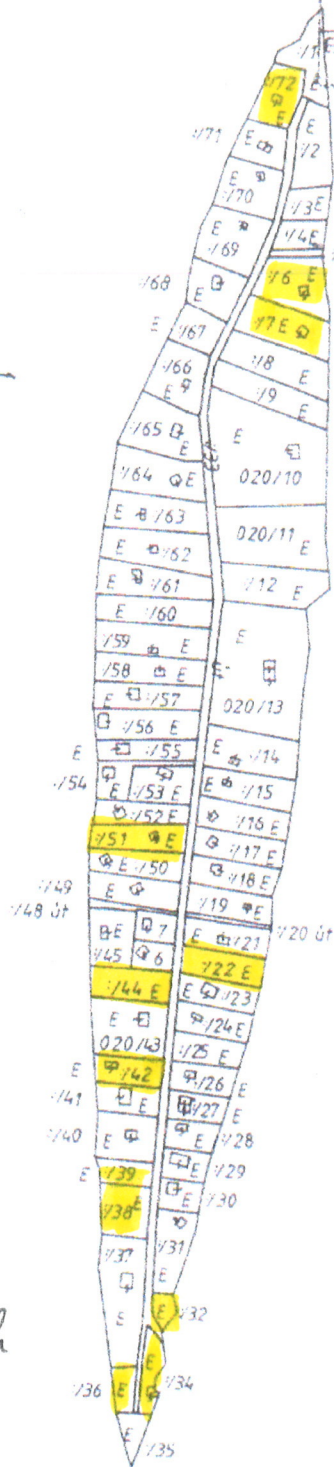 :/1 E
:/72 E
E
:/2
:/71 E
E :/70
:/3 E
:/4 E
E :/69
:/6 E
:/68 E
:/7 E
E :/67
:/8 E
:/66 E
:/9 E
:/65 E
E
020/10
:/64 E
E :/63
020/11 E
E :/62
E :/61
:/12 E
E :/60
:/59 E
E
:/58 E
E :/57
020/13
:/56 E
E :/55
E :/14
:/54 E
:/53 E
E :/15
:/52 E
:/16 E
:/51 E
:/17 E
E :/50
:/18 E
:/49 E
:/19 E
:/48 út
:/20 út
E 7
E :/21
:/45 6
:/22 E
:/44 E
E :/23
E
:/24 E
020/43
:/25 E
E :/42
:/26 E
:/41 E
:/27 E
:/40 E
:/28
E :/39
E :/29
:/38 E
E :/30
:/37
:/31
E
E
:/32
:/36 E
E :/34
E
:/35